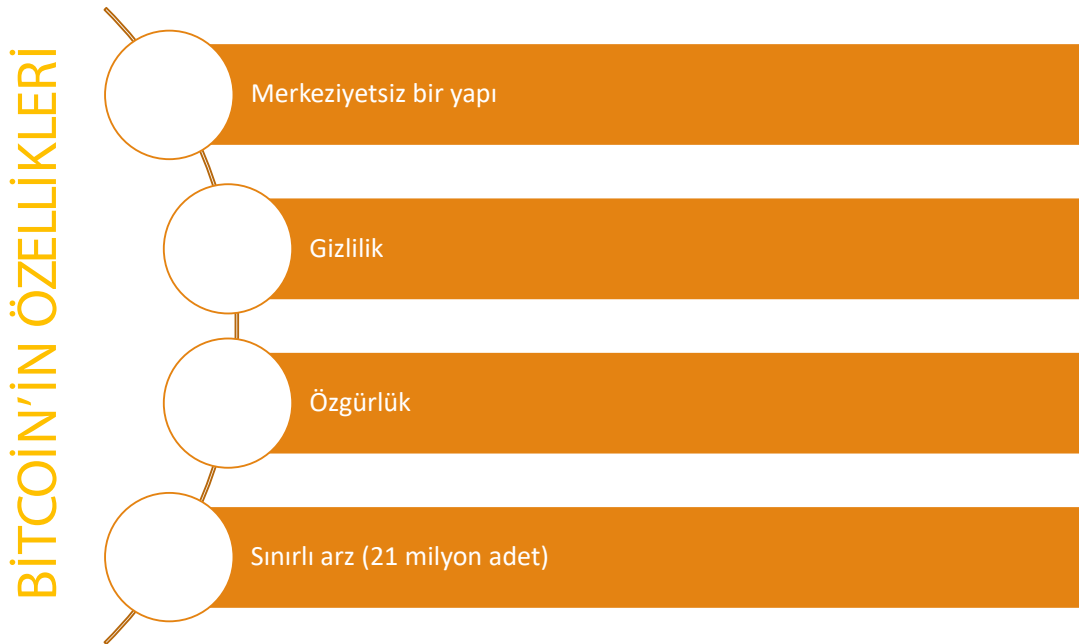 BİTCOİN’İN ÖZELLİKLERİ
Merkeziyetsiz bir yapı
Gizlilik
Özgürlük
Sınırlı arz (21 milyon adet)